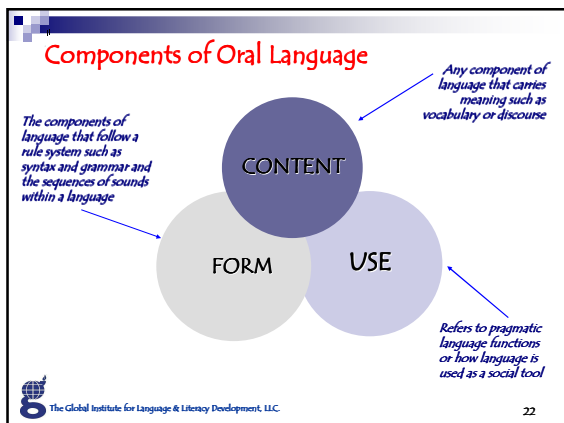 Components of Oral Language
Any component of
language that carries
meaning such as
vocabulary or discourse
The components of
language that follow a
rule system such as
syntax and grammar and
the sequences of sounds
within a language
CONTENT
FORM
USE
Refers to pragmatic
language functions
or how language is
used as a social tool
g
The Global Institute for Language & Literacy Development, LLC.
22